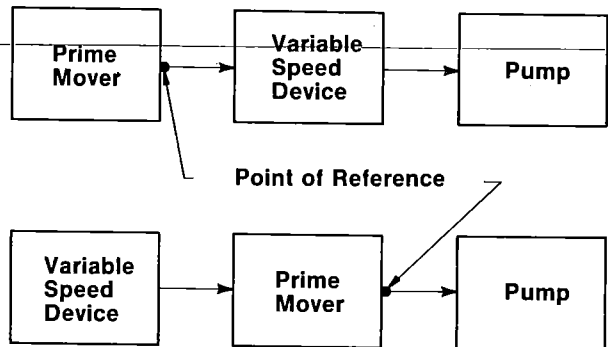 Prime
Mover
Variable
Speed
Device
Pump
Point of Reference
Variable
Speed
Device
Prime
Mover
Pump